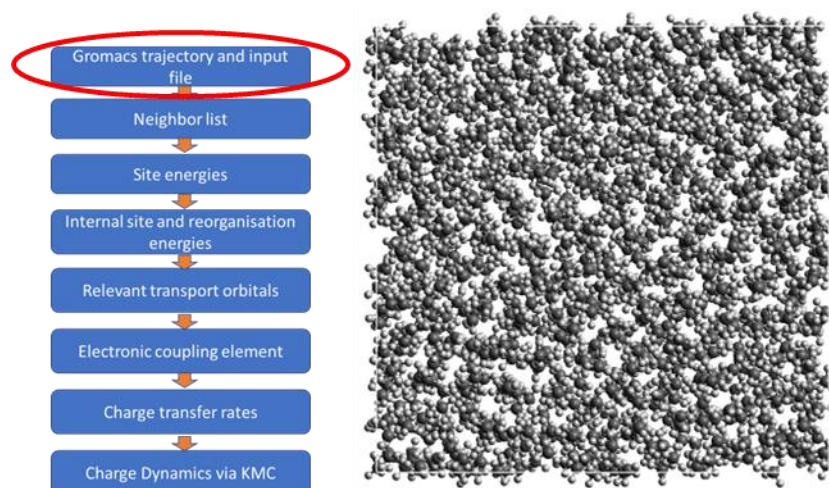 Gromacs trajectory and input
file
Neighbor list
Site energies
Internal site and reorganisation
energies
Relevant transport orbitals
Electronic coupling element
Charge transfer rates
Charge Dynamics via KMC